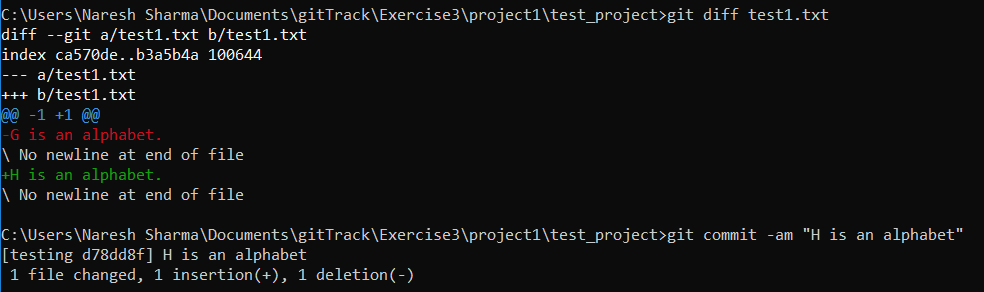 C:\Users\Naresh Sharma\Documents\gitTrack\Exercise3\project1\test_project>git diff test1.txt
diff --git a/test1.txt b/test1.txt
index ca570de..b3a5b4a 100644
--- a/test1.txt
+++ b/test1.txt
@@ -1 +1 @@
-G is an alphabet.
\ No newline at end of file
+H is an alphabet.
\ No newline at end of file
C:\Users\Naresh Sharma\Documents\gitTrack\Exercise3\project1\test_project>git commit -am "H is an alphabet"
[testing d78dd8f] H is an alphabet
 1 file changed, 1 insertion(+), 1 deletion(-)